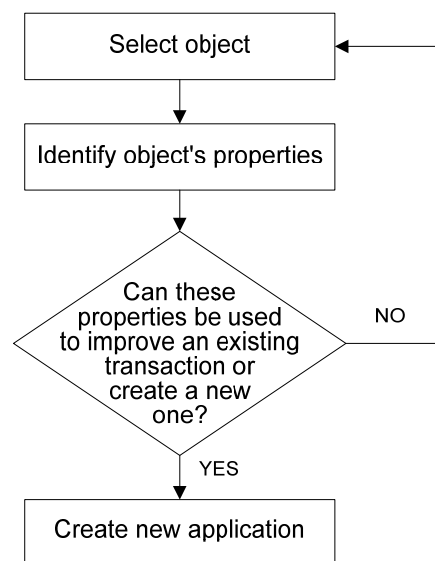 Select object
Identify object's properties
Can these
properties be used
to improve an existing
transaction or
create a new
one?
NO
YES
Create new application